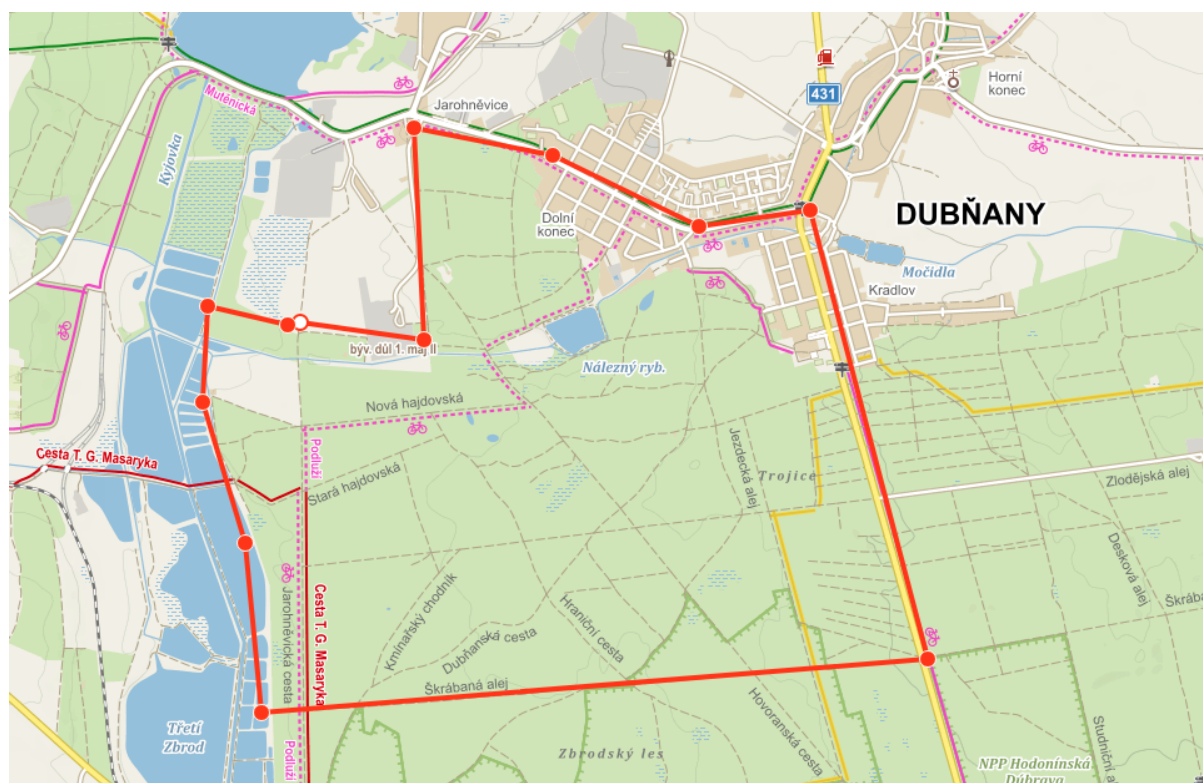 Mutěnická
Jarohněvice
431
Horní
konec
Kyjovka
Dolní
konec
DUBŇANY
Močidla
Kradlov
býv. důl 1. máj II
Nálezný ryb.
Nová hajdovská
Cesta T. G. Masaryka
Podluží
Stará hajdovská
Jezdecká alej
Trojice
Zlodějská alej
Desková alej
Škrábaná
Kmínařský chodník
Hraniční cesta
Dubňanská cesta
Cesta T. G. Masaryka
Jarohněvická cesta
Škrábaná alej
Hovoranská cesta
Třetí
Zbrod
Podluží
Zbrodský les
Studniční a
NPP Hodonínská
Dúbrava